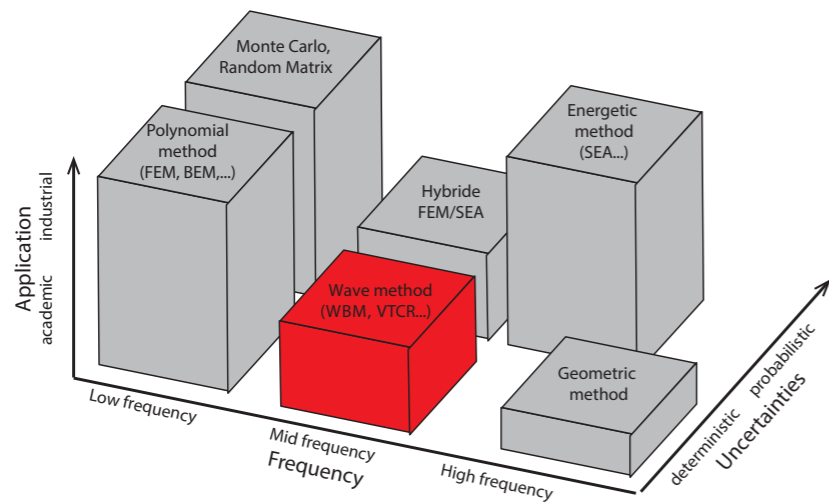 Monte Carlo,
Random Matrix
Polynomial
method
(FEM, BEM,...)
Energetic
method
(SEA...)
Hybride
FEM/SEA
Wave method
(WBM, VTCR...)
Geometric
method
Application
academic industrial
Low frequency
Mid frequency
High frequency
Frequency
deterministic probabilistic
Uncertainties